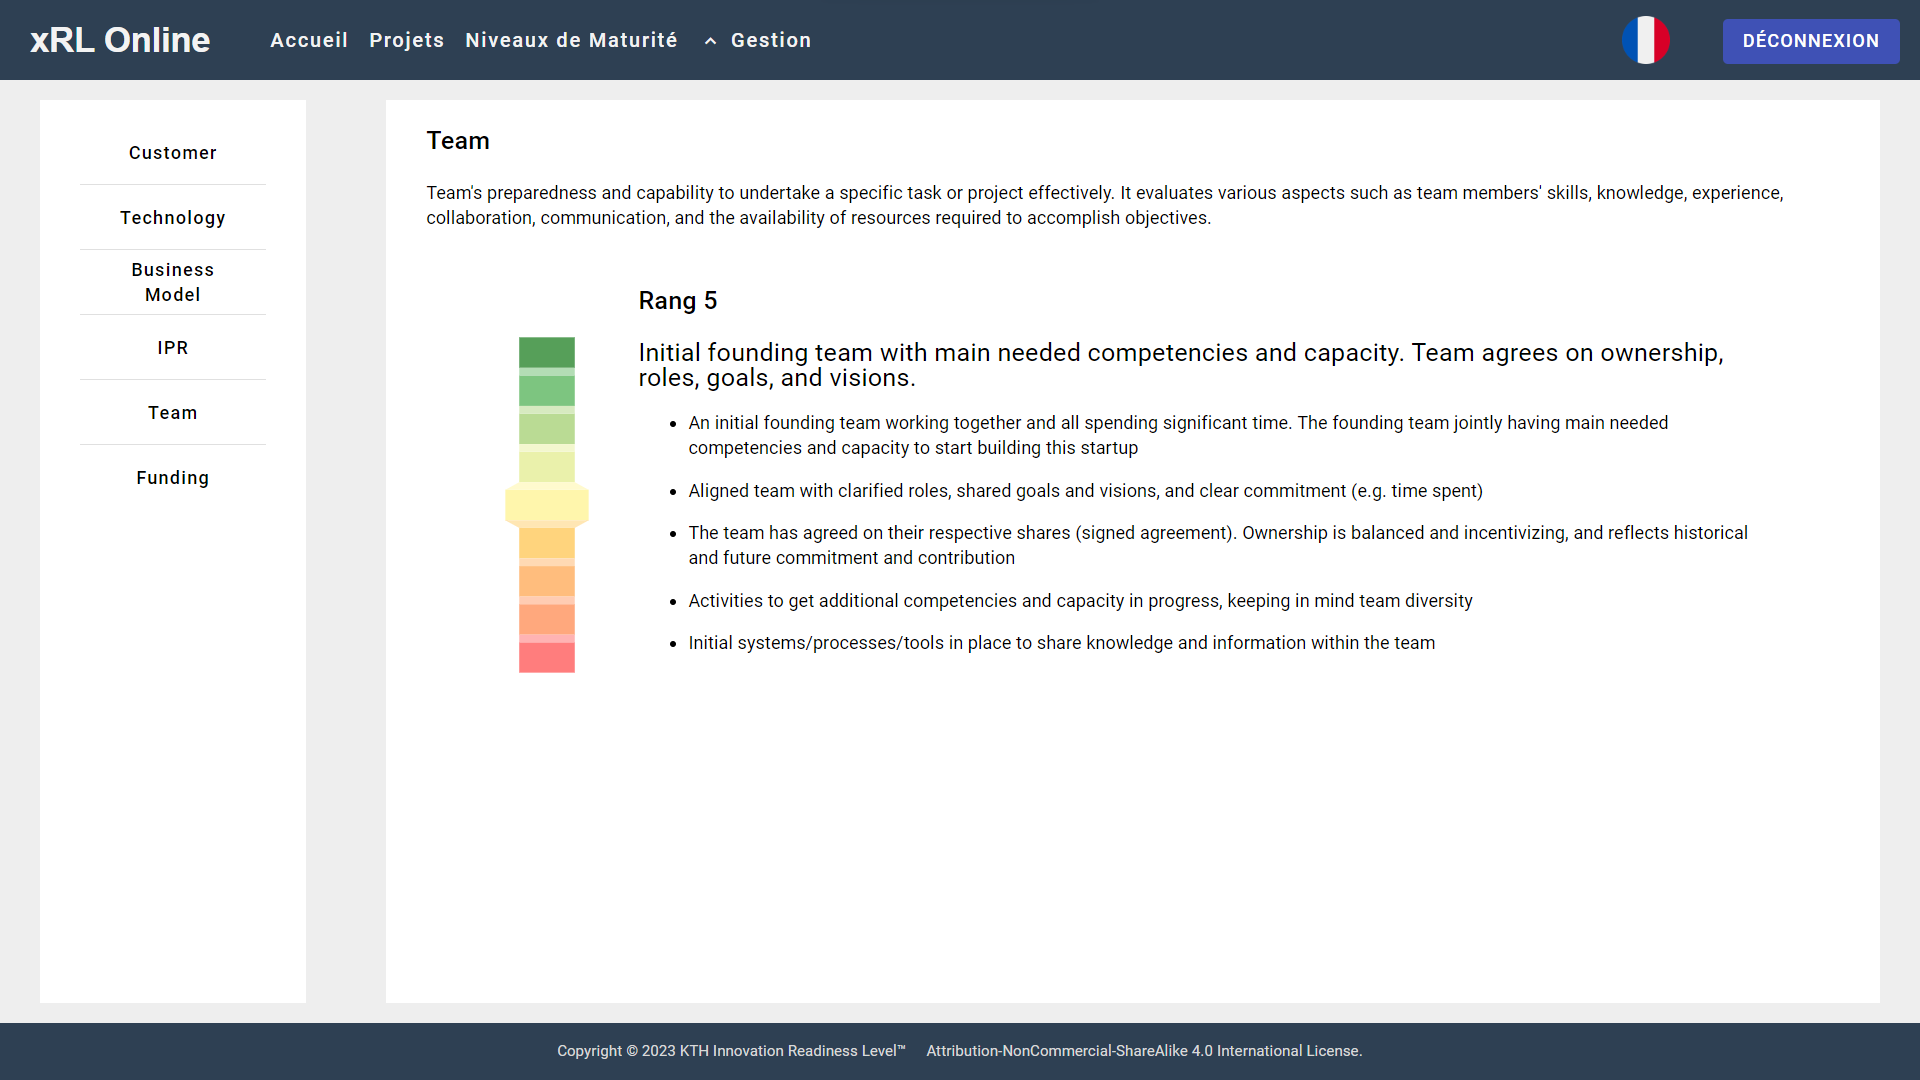 xRL Online
Accueil
Projets
Niveaux de Maturité
Gestion
DÉCONNEXION
Customer
Technology
Business
Model
IPR
Team
Funding
Team
Team's preparedness and capability to undertake a specific task or project effectively. It evaluates various aspects such as team members' skills, knowledge, experience,
collaboration, communication, and the availability of resources required to accomplish objectives.
Rang 5
Initial founding team with main needed competencies and capacity. Team agrees on ownership,
roles, goals, and visions.
• An initial founding team working together and all spending significant time. The founding team jointly having main needed
competencies and capacity to start building this startup
• Aligned team with clarified roles, shared goals and visions, and clear commitment (e.g. time spent)
• The team has agreed on their respective shares (signed agreement). Ownership is balanced and incentivizing, and reflects historical
and future commitment and contribution
• Activities to get additional competencies and capacity in progress, keeping in mind team diversity
• Initial systems/processes/tools in place to share knowledge and information within the team
Copyright © 2023 KTH Innovation Readiness Level™ Attribution-NonCommercial-ShareAlike 4.0 International License.